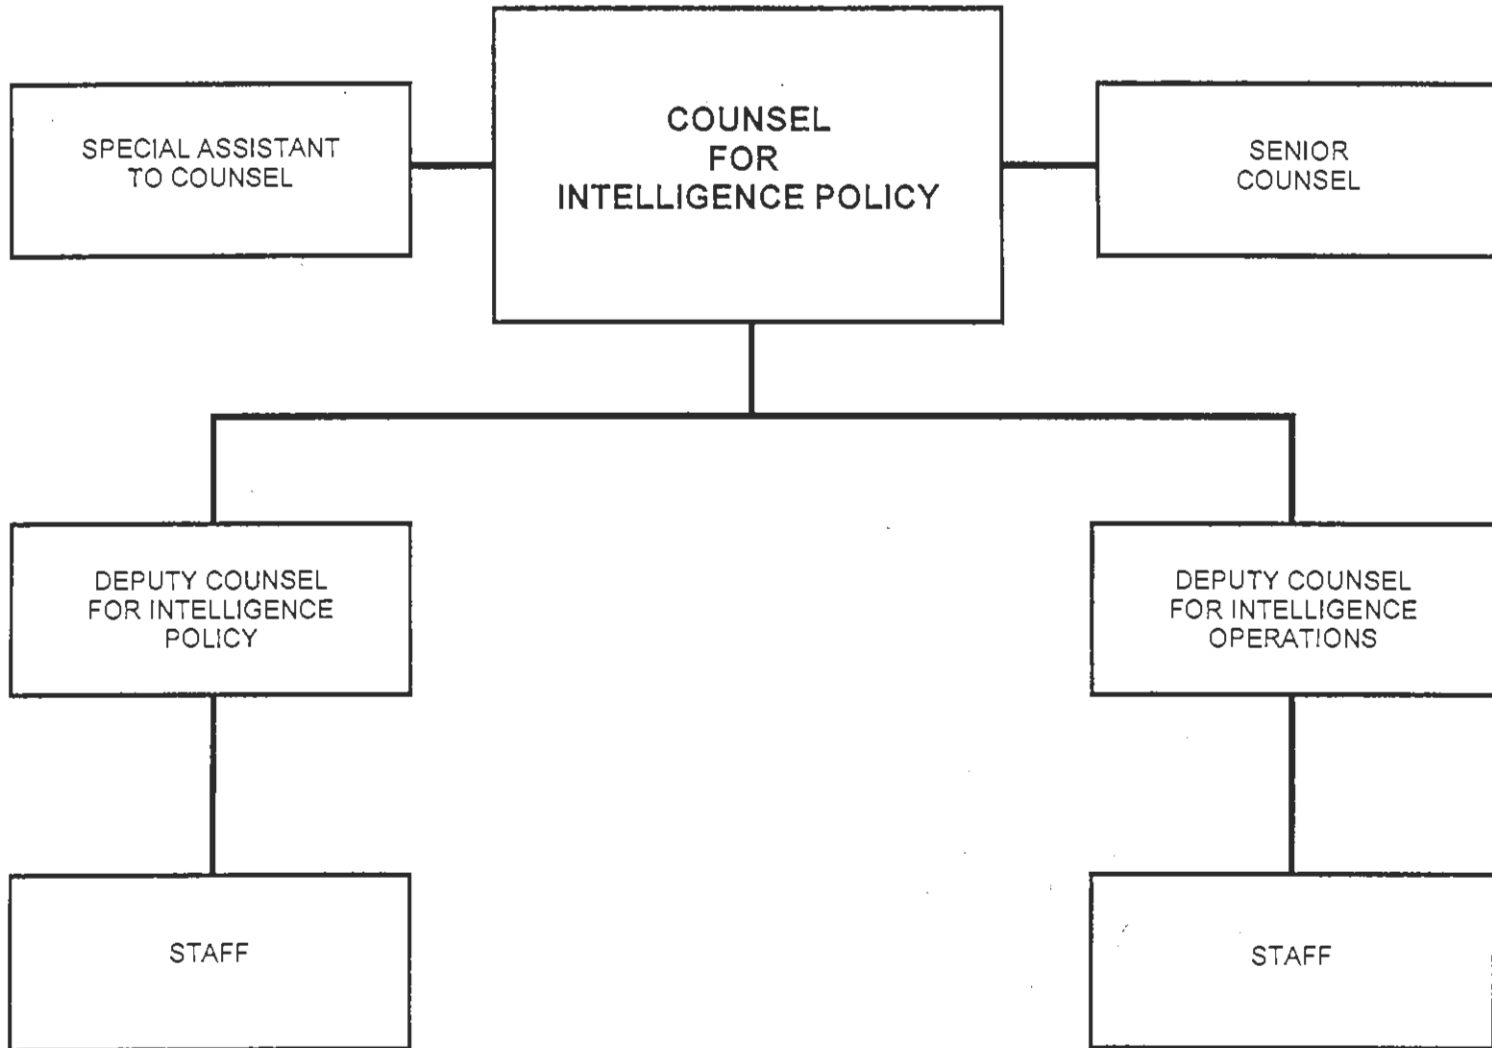 COUNSEL
FOR
INTELLIGENCE POLICY
SPECIAL ASSISTANT
TO COUNSEL
SENIOR
COUNSEL
DEPUTY COUNSEL
FOR INTELLIGENCE
POLICY
DEPUTY COUNSEL
FOR INTELLIGENCE
OPERATIONS
STAFF
STAFF